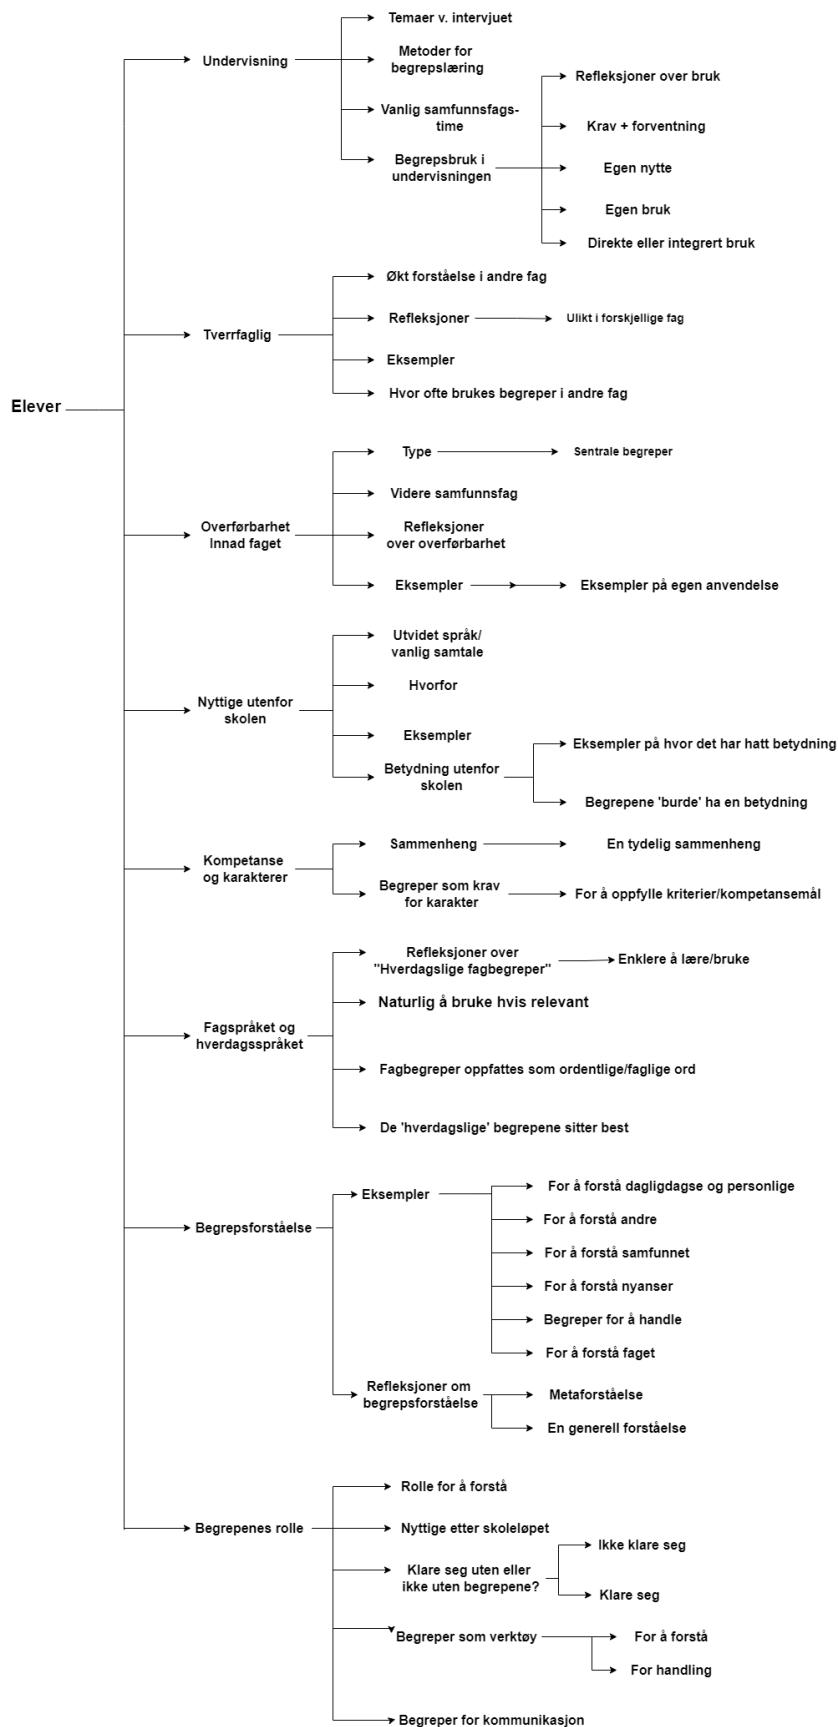 Elever
Undervisning
Temaer v. intervjuet
Metoder for
begrepslæring
Vanlig samfunnsfags-
time
Begrepsbruk i
undervisningen
Refleksjoner over bruk
Krav + forventning
Egen nytte
Egen bruk
Direkte eller integrert bruk
Tverrfaglig
Økt forståelse i andre fag
Refleksjoner
Ulikt i forskjellige fag
Eksempler
Hvor ofte brukes begreper i andre fag
Overførbarhet
Innad faget
Type
Sentrale begreper
Videre samfunnsfag
Refleksjoner
over overførbarhet
Eksempler
Eksempler på egen anvendelse
Nyttige utenfor
skolen
Utvidet språk/
vanlig samtale
Hvorfor
Eksempler
Betydning utenfor
skolen
Eksempler på hvor det har hatt betydning
Begrepene 'burde' ha en betydning
Kompetanse
og karakterer
Sammenheng
En tydelig sammenheng
Begreper som krav
for karakter
For å oppfylle kriterier/kompetansemål
Fagspråket og
hverdagsspråket
Refleksjoner over
"Hverdagslige fagbegreper"
Enklere å lære/bruke
Naturlig å bruke hvis relevant
Fagbegreper oppfattes som ordentlige/faglige ord
De 'hverdagslige' begrepene sitter best
Begrepsforståelse
Eksempler
For å forstå dagligdagse og personlige
For å forstå andre
For å forstå samfunnet
For å forstå nyanser
Begreper for å handle
For å forstå faget
Refleksjoner om
begrepsforståelse
Metaforståelse
En generell forståelse
Begrepenes rolle
Rolle for å forstå
Nyttige etter skoleløpet
Klare seg uten eller
ikke uten begrepene?
Ikke klare seg
Klare seg
Begreper som verktøy
For å forstå
For handling
Begreper for kommunikasjon